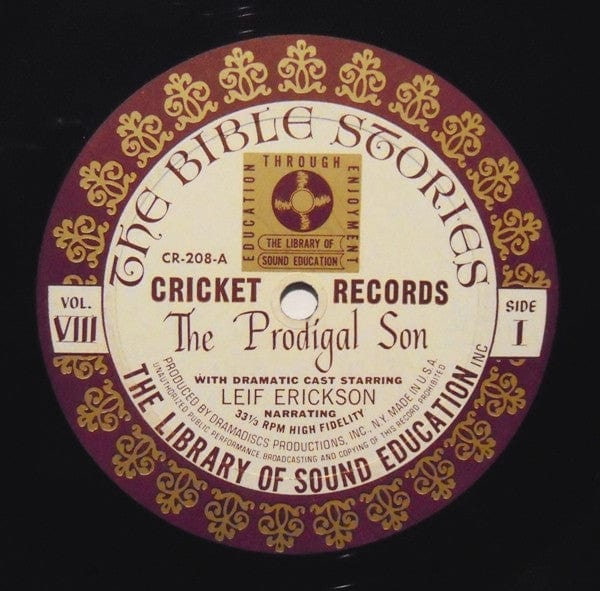 THE BIBLE STORIES
EDUCATION
THROUGH
ENJOYMENT
THE LIBRARY OF
SOUND EDUCATION
CR-208-A
CRICKET RECORDS
VOL.
VIII
SIDE
I
The Prodigal Son
WITH DRAMATIC CAST STARRING
LEIF ERICKSON
NARRATING
33⅓ RPM HIGH FIDELITY
PRODUCED BY DRAMADISCS PRODUCTIONS, INC., N.Y. MADE IN U.S.A.
UNAUTHORIZED PUBLIC PERFORMANCE, BROADCASTING AND COPYING OF THIS RECORD PROHIBITED
THE LIBRARY OF SOUND EDUCATION INC